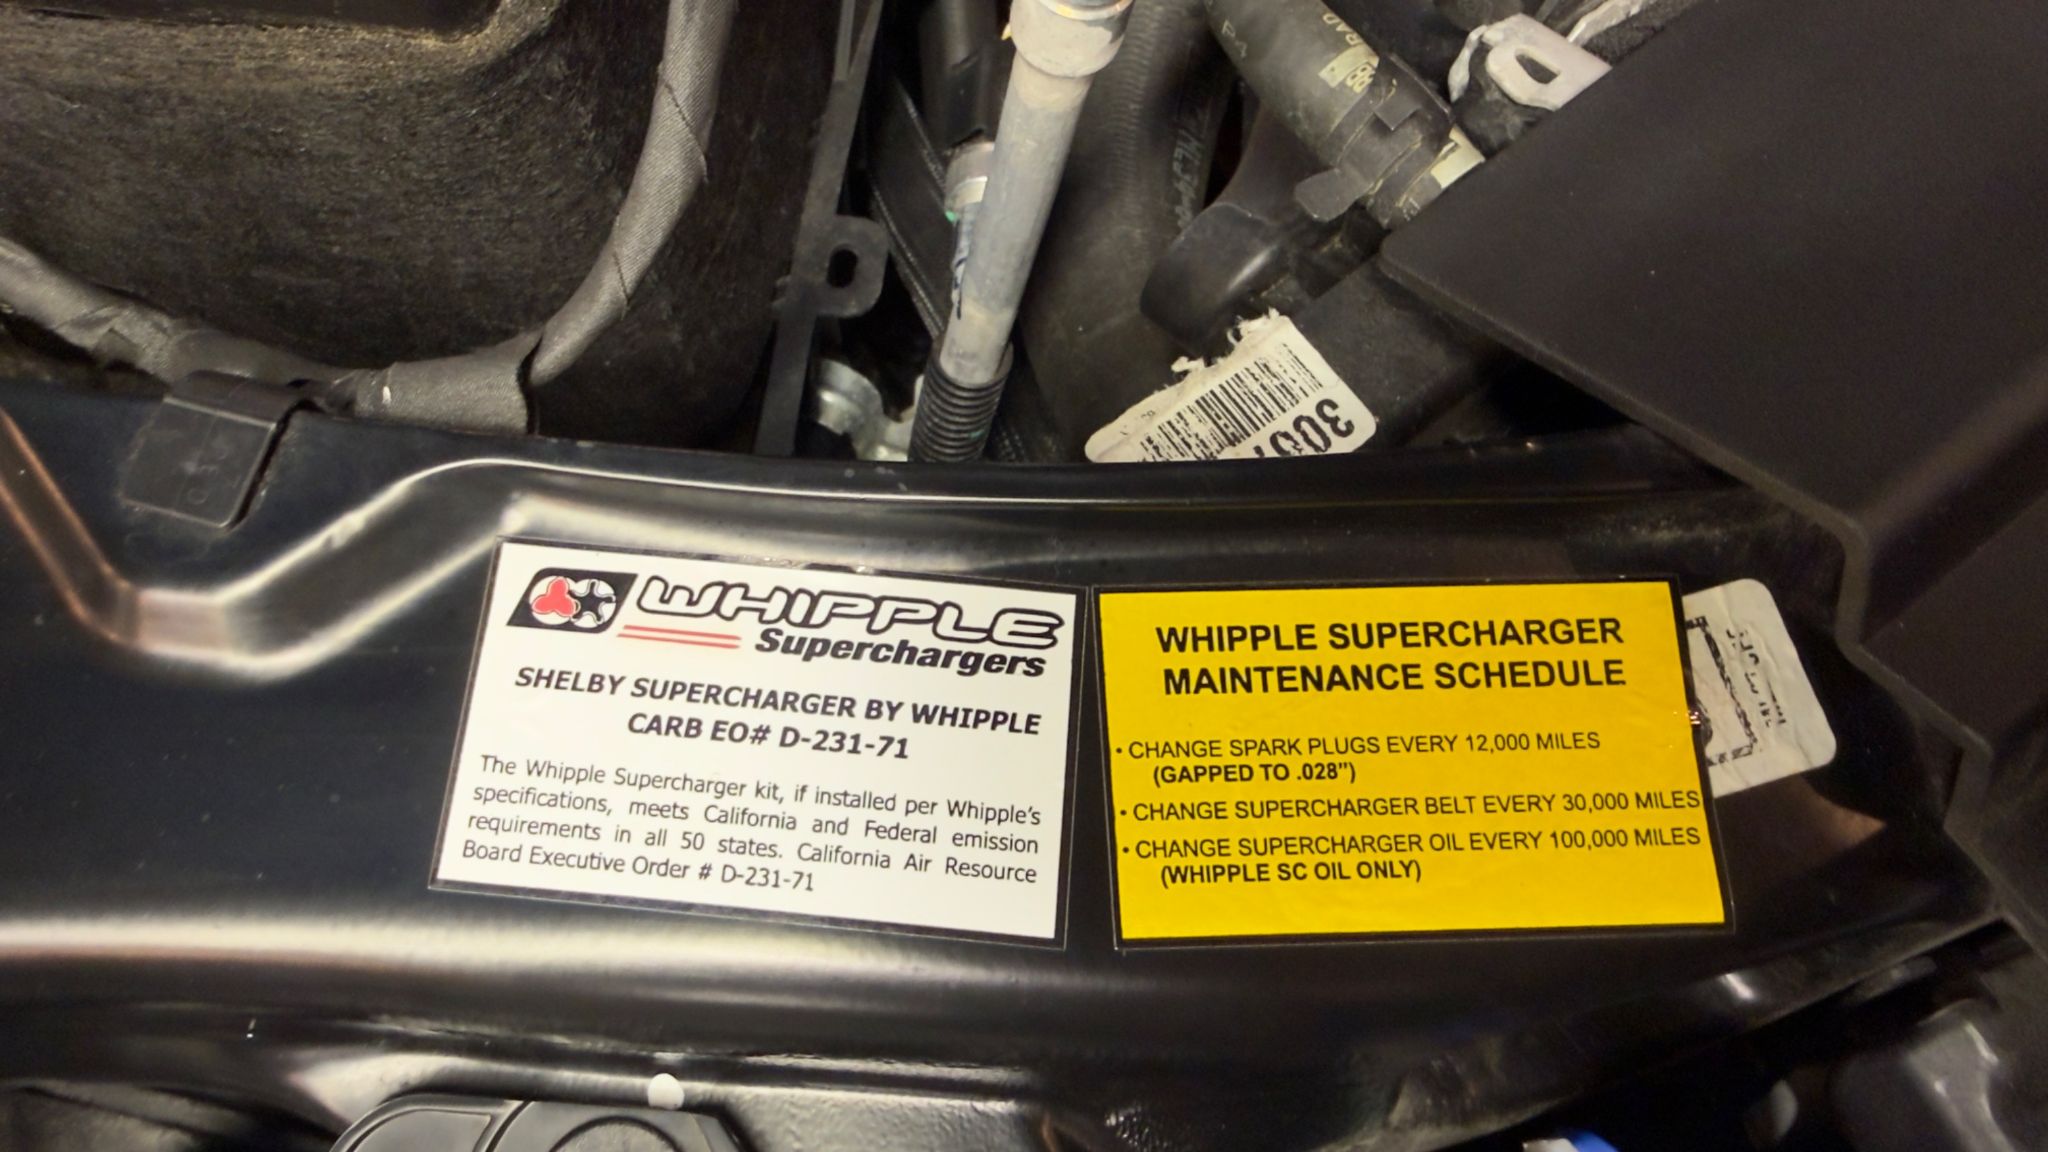 WHIPPLE
Superchargers
SHELBY SUPERCHARGER BY WHIPPLE
CARB EO# D-231-71
The Whipple Supercharger kit, if installed per Whipple's
specifications, meets California and Federal emission
requirements in all 50 states. California Air Resource
Board Executive Order # D-231-71
WHIPPLE SUPERCHARGER
MAINTENANCE SCHEDULE
• CHANGE SPARK PLUGS EVERY 12,000 MILES
(GAPPED TO .028")
• CHANGE SUPERCHARGER BELT EVERY 30,000 MILES
• CHANGE SUPERCHARGER OIL EVERY 100,000 MILES
(WHIPPLE SC OIL ONLY)